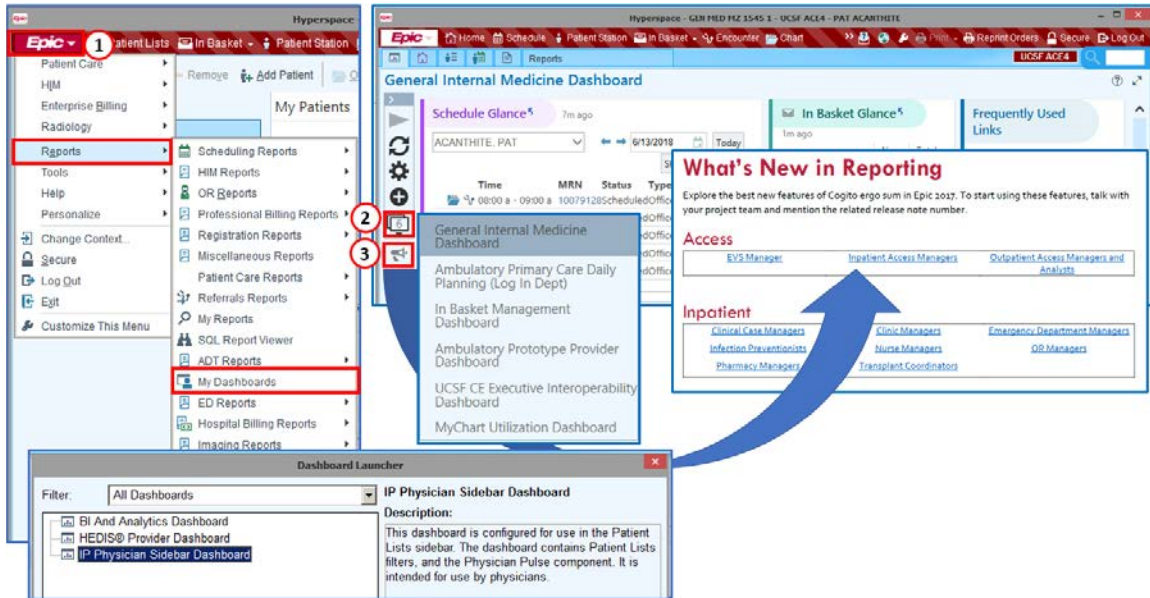 Epic
Hyperspace
Epic
1
Patient Lists
In Basket
Patient Station
Patient Care
HIM
Enterprise Billing
Radiology
Reports
Tools
Help
Personalize
Change Context...
Secure
Log Out
Exit
Customize This Menu
Remove
Add Patient
My Patients
Scheduling Reports
HIM Reports
OR Reports
Professional Billing Reports
Registration Reports
Miscellaneous Reports
Patient Care Reports
Referrals Reports
My Reports
SQL Report Viewer
ADT Reports
My Dashboards
ED Reports
Hospital Billing Reports
Imaging Reports
Hyperspace - GEN MED MZ 1545 1 - UCSF ACE4 - PAT ACANTHITE
Epic Home Schedule Patient Station In Basket Encounter Chart Print Reprint Orders Secure Log Out
Reports
UCSF ACE4
General Internal Medicine Dashboard
Schedule Glance
7m ago
ACANTHITE, PAT
6/13/2018
Today
Time MRN Status Type
08:00 a - 09:00 a 10079128ScheduledOffice
In Basket Glance
1m ago
Frequently Used
Links
2
6
3
General Internal Medicine
Dashboard
Ambulatory Primary Care Daily
Planning (Log In Dept)
In Basket Management
Dashboard
Ambulatory Prototype Provider
Dashboard
UCSF CE Executive Interoperability
Dashboard
MyChart Utilization Dashboard
What's New in Reporting
Explore the best new features of Cogito ergo sum in Epic 2017. To start using these features, talk with
your project team and mention the related release note number.
Access
EVS Manager
Inpatient Access Managers
Outpatient Access Managers and
Analysts
Inpatient
Clinical Case Managers
Clinic Managers
Emergency Department Managers
Infection Preventionists
Nurse Managers
OR Managers
Pharmacy Managers
Transplant Coordinators
Dashboard Launcher
Filter:
All Dashboards
BI And Analytics Dashboard
HEDIS® Provider Dashboard
IP Physician Sidebar Dashboard
IP Physician Sidebar Dashboard
Description:
This dashboard is configured for use in the Patient
Lists sidebar. The dashboard contains Patient Lists
filters, and the Physician Pulse component. It is
intended for use by physicians.